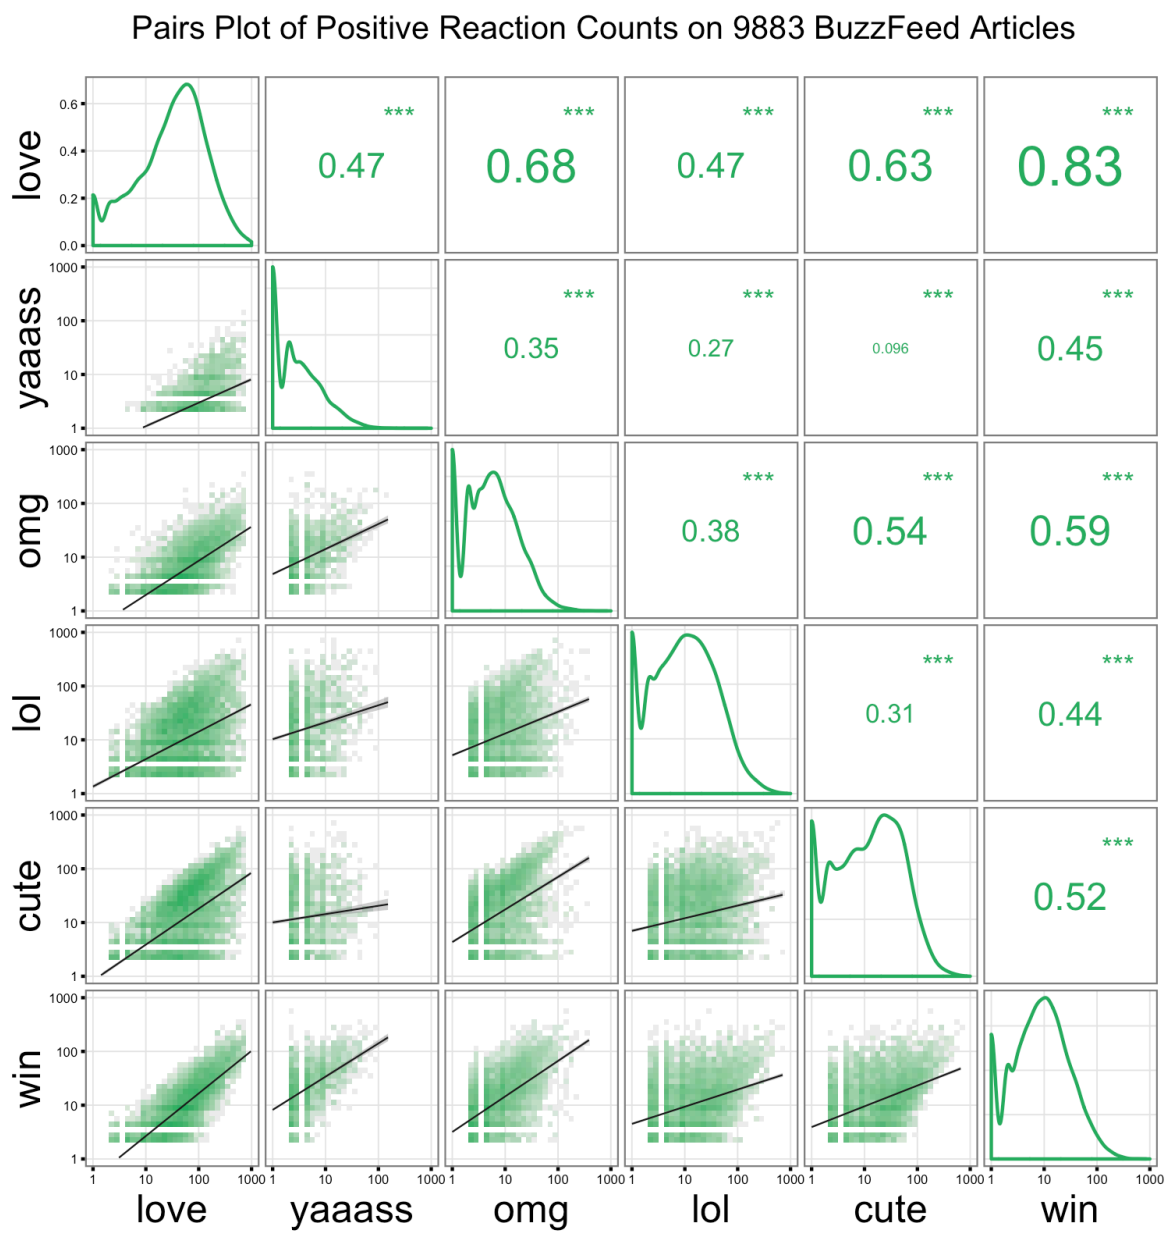 Pairs Plot of Positive Reaction Counts on 9883 BuzzFeed Articles
love
0.6
0.4
0.2
0.0
*** *** *** *** ***
0.47 0.68 0.47 0.63 0.83
yaaass
1000
100
10
1
*** *** *** ***
0.35 0.27 0.096 0.45
omg
1000
100
10
1
*** *** ***
0.38 0.54 0.59
lol
1000
100
10
1
*** ***
0.31 0.44
cute
1000
100
10
1
***
0.52
win
1000
100
10
1
1 10 100 1000 1 10 100 1000 1 10 100 1000 1 10 100 1000 1 10 100 1000 1 10 100 1000
love yaaass omg lol cute win